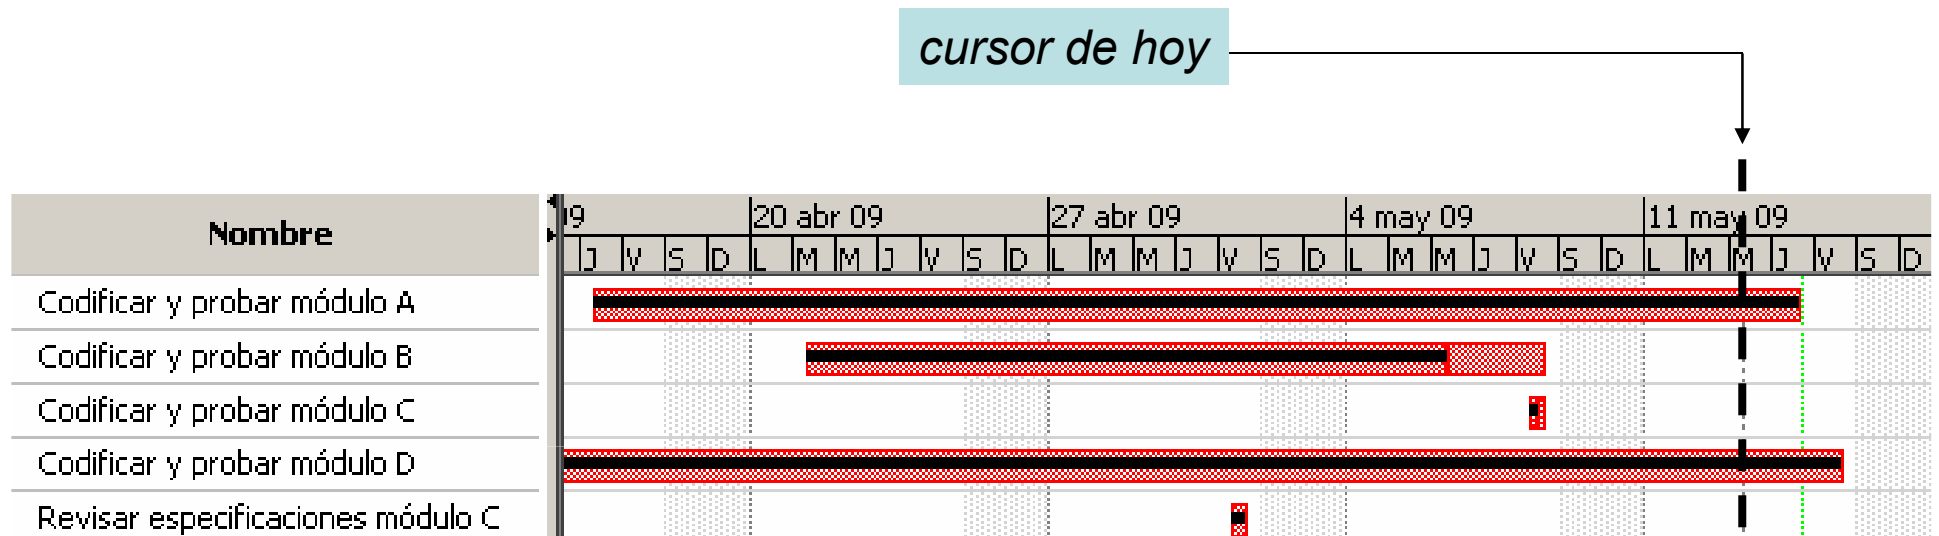 cursor de hoy
Nombre
09 20 abr 09 27 abr 09 4 may 09 11 may 09
J V S D L M M J V S D L M M J V S D L M M J V S D L M M J V S D
Codificar y probar módulo A
Codificar y probar módulo B
Codificar y probar módulo C
Codificar y probar módulo D
Revisar especificaciones módulo C